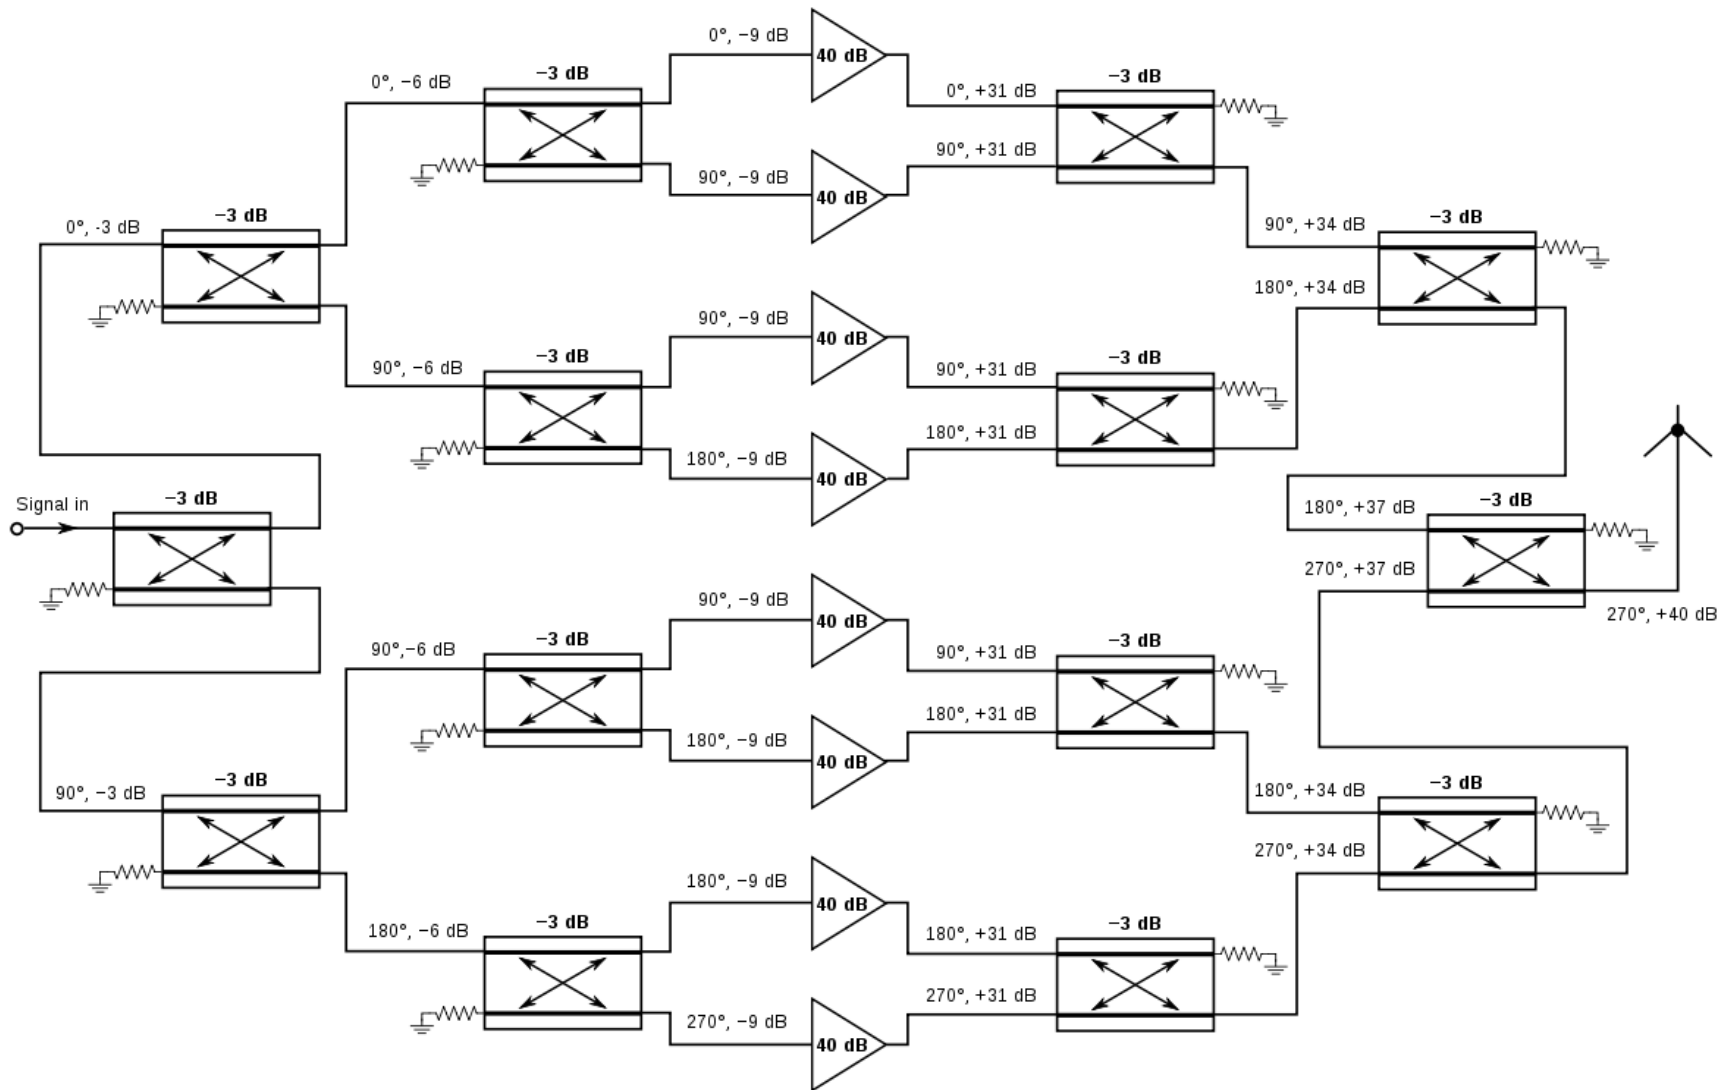 0°, −9 dB
40 dB
−3 dB
−3 dB
0°, −6 dB
0°, +31 dB
90°, +31 dB
90°, −9 dB
40 dB
−3 dB
−3 dB
0°, -3 dB
90°, +34 dB
180°, +34 dB
90°, −9 dB
40 dB
−3 dB
−3 dB
90°, −6 dB
90°, +31 dB
180°, +31 dB
180°, −9 dB
40 dB
Signal in
−3 dB
−3 dB
180°, +37 dB
270°, +37 dB
270°, +40 dB
90°, −9 dB
40 dB
−3 dB
−3 dB
90°,−6 dB
90°, +31 dB
180°, +31 dB
180°, −9 dB
40 dB
−3 dB
−3 dB
90°, −3 dB
180°, +34 dB
270°, +34 dB
180°, −9 dB
40 dB
−3 dB
−3 dB
180°, −6 dB
180°, +31 dB
270°, +31 dB
270°, −9 dB
40 dB